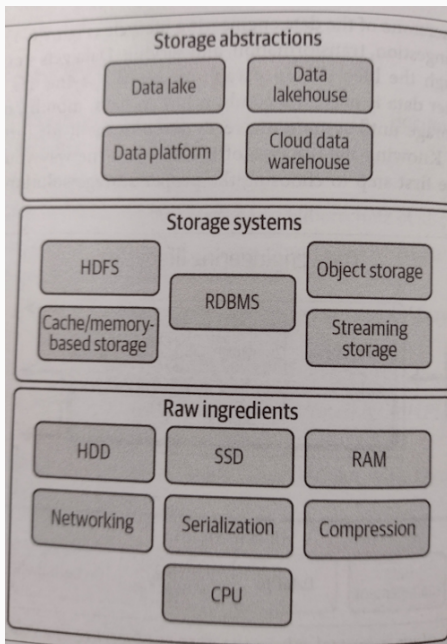 Storage abstractions
Data lake
Data
lakehouse
Data platform
Cloud data
warehouse
Storage systems
HDFS
RDBMS
Object storage
Cache/memory-
based storage
Streaming
storage
Raw ingredients
HDD
SSD
RAM
Networking
Serialization
Compression
CPU